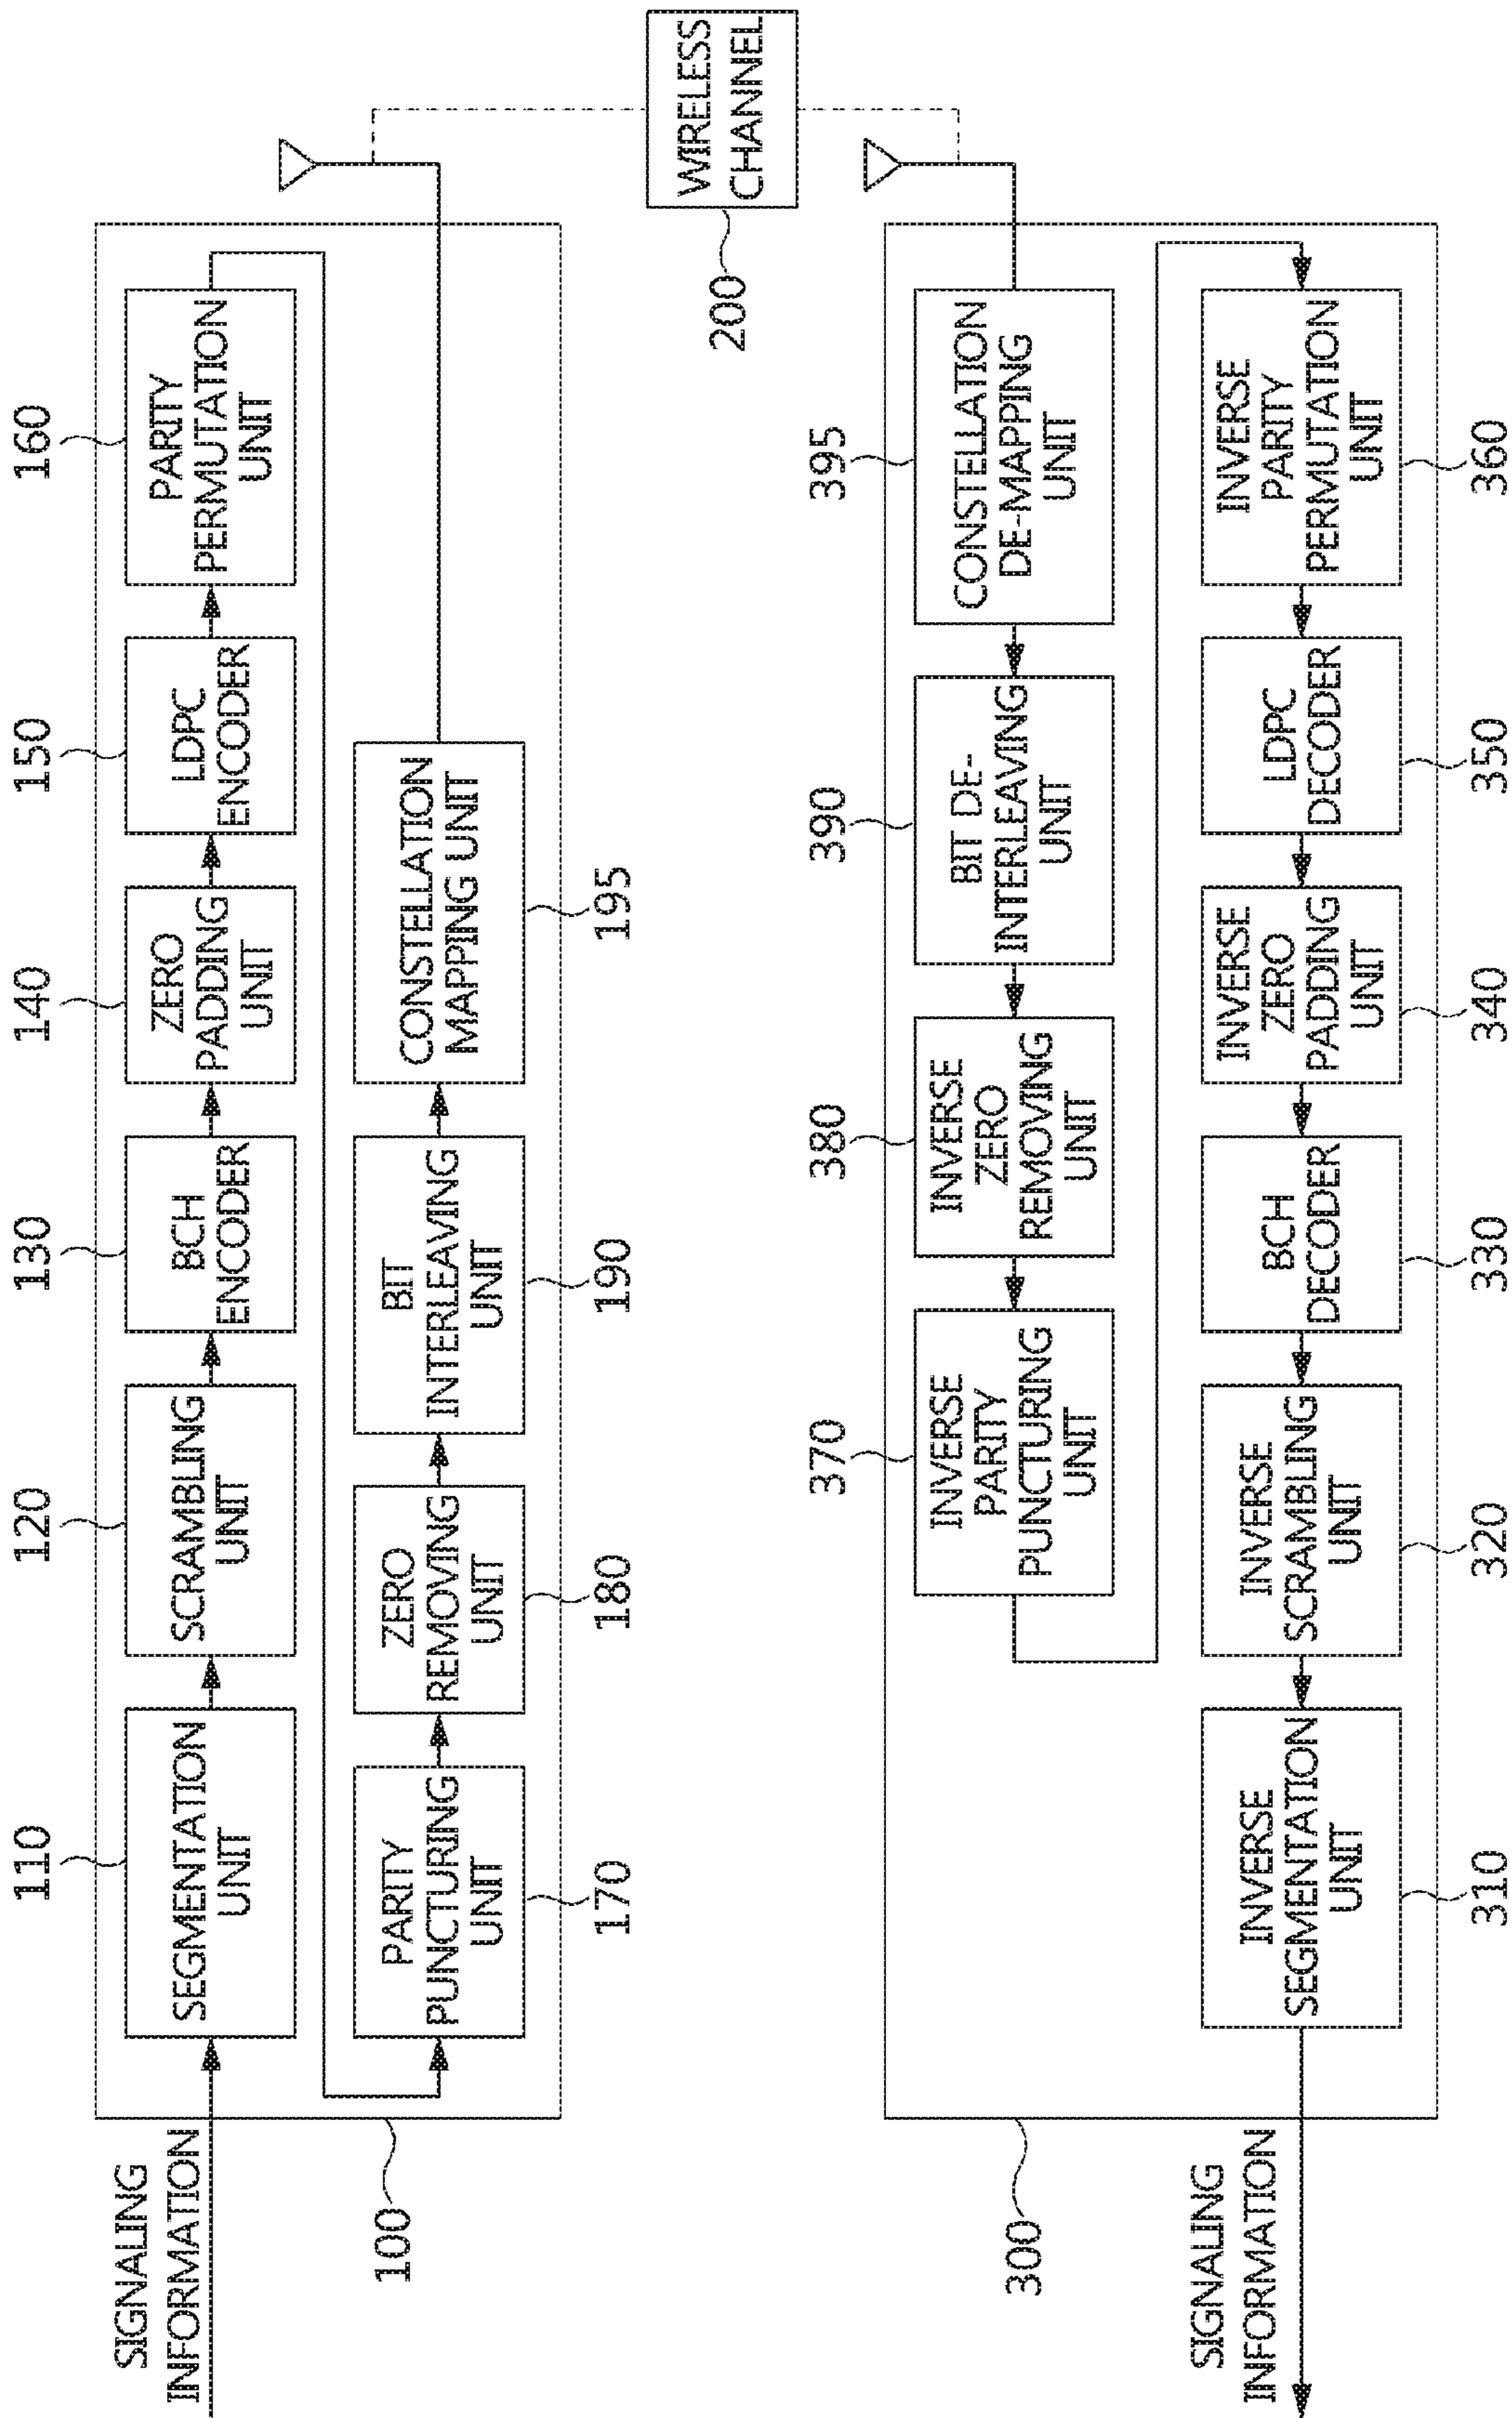 110
120
130
140
150
160
SIGNALING
INFORMATION
SEGMENTATION
UNIT
SCRAMBLING
UNIT
BCH
ENCODER
ZERO
PADDING
UNIT
LDPC
ENCODER
PARITY
PERMUTATION
UNIT
PARITY
PUNCTURING
UNIT
ZERO
REMOVING
UNIT
BIT
INTERLEAVING
UNIT
CONSTELLATION
MAPPING UNIT
100
170
180
190
195
WIRELESS
CHANNEL
200
370
380
390
395
INVERSE
PARITY
PUNCTURING
UNIT
INVERSE
ZERO
REMOVING
UNIT
BIT DE-
INTERLEAVING
UNIT
CONSTELLATION
DE-MAPPING
UNIT
300
SIGNALING
INFORMATION
INVERSE
SEGMENTATION
UNIT
INVERSE
SCRAMBLING
UNIT
BCH
DECODER
INVERSE
ZERO
PADDING
UNIT
LDPC
DECODER
INVERSE
PARITY
PERMUTATION
UNIT
310
320
330
340
350
360